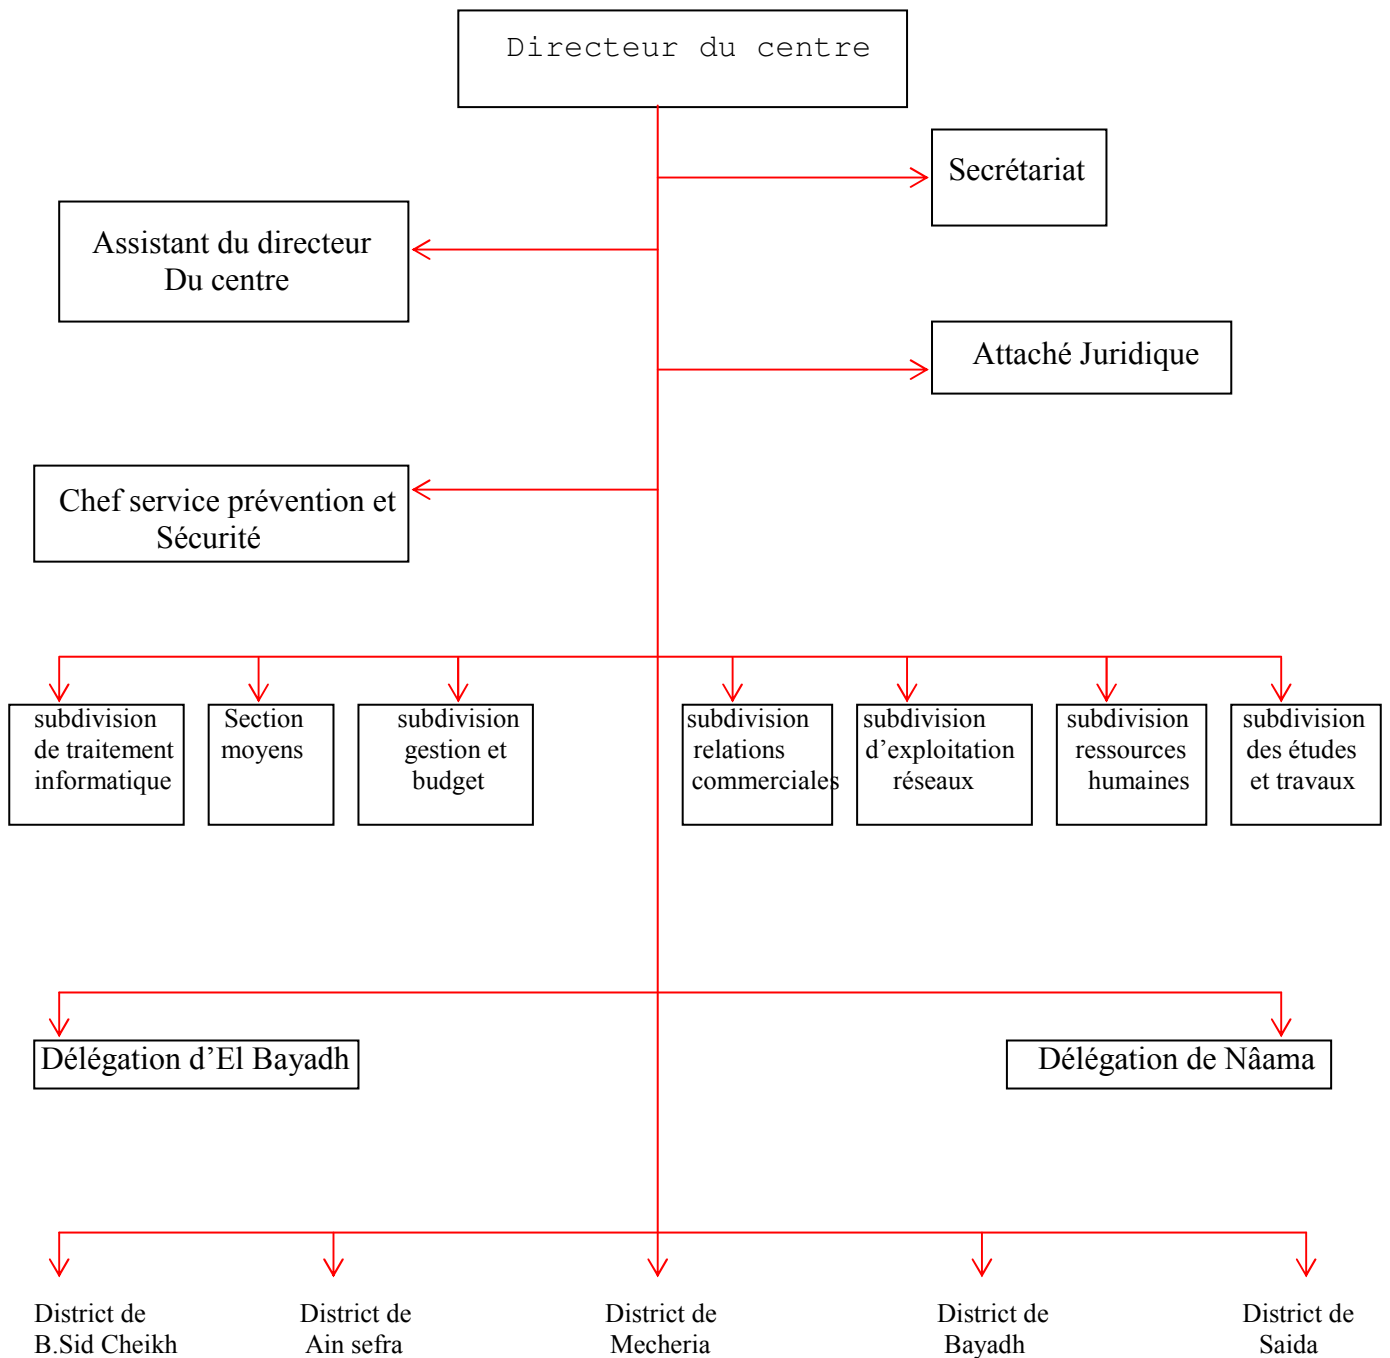 Directeur du centre
Secrétariat
Assistant du directeur
Du centre
Attaché Juridique
Chef service prévention et
Sécurité
subdivision
de traitement
informatique
Section
moyens
subdivision
gestion et
budget
subdivision
relations
commerciales
subdivision
d’exploitation
réseaux
subdivision
ressources
humaines
subdivision
des études
et travaux
Délégation d’El Bayadh
Délégation de Nâama
District de
B.Sid Cheikh
District de
Ain sefra
District de
Mecheria
District de
Bayadh
District de
Saida